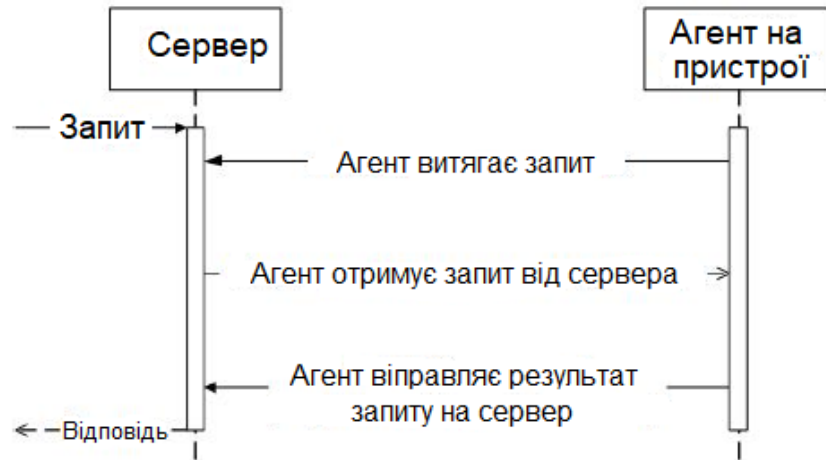 Сервер
Агент на
пристрої
Запит
Агент витягає запит
Агент отримує запит від сервера
Агент віправляє результат
запиту на сервер
Відповідь